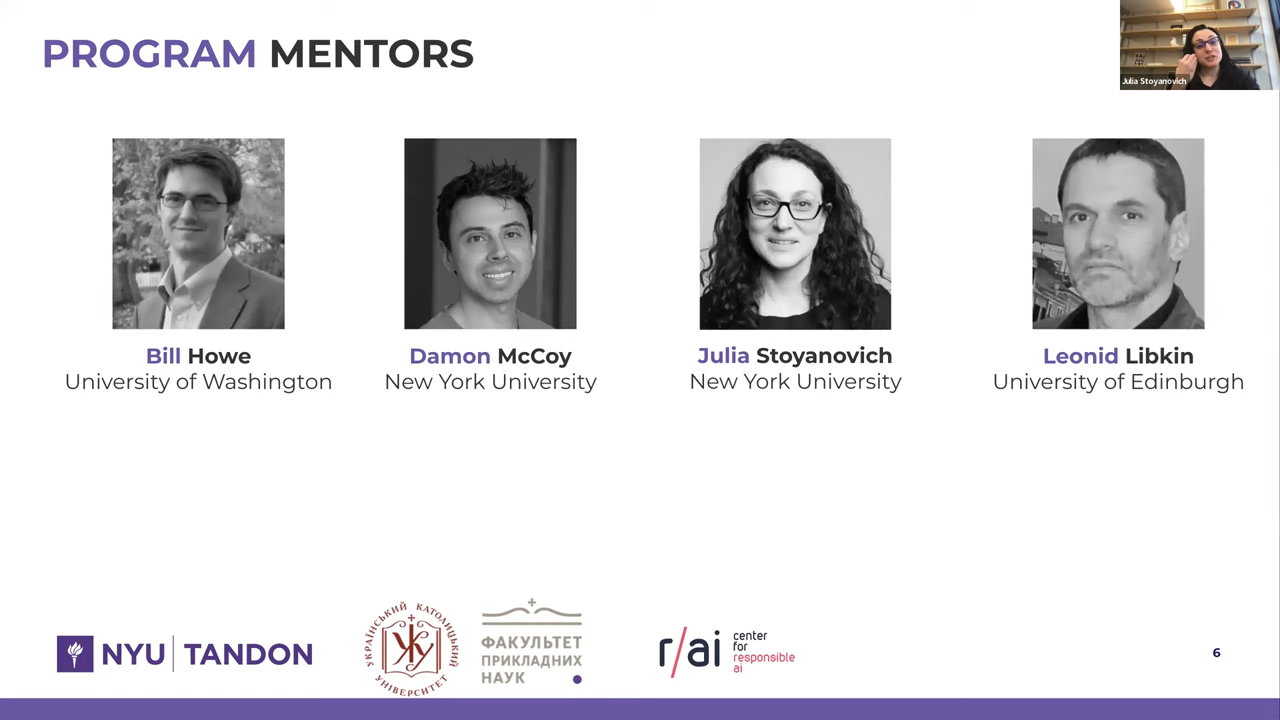 PROGRAM MENTORS
Julia Stoyanovich
Bill Howe
University of Washington
Damon McCoy
New York University
Julia Stoyanovich
New York University
Leonid Libkin
University of Edinburgh
NYU | TANDON
УКРАЇНСЬКИЙ КАТОЛИЦЬКИЙ
УНІВЕРСИТЕТ
ФАКУЛЬТЕТ
ПРИКЛАДНИХ
НАУК
r/ai
center
for
responsible
ai
6